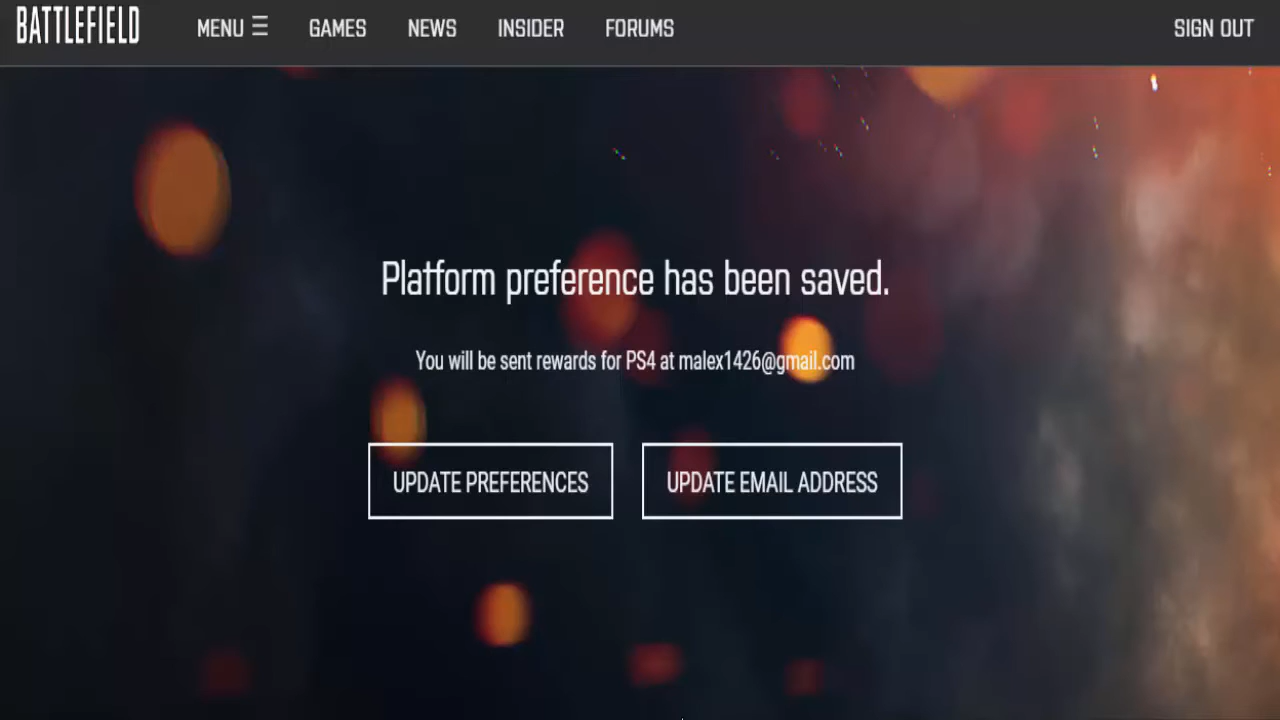 BATTLEFIELD MENU GAMES NEWS INSIDER FORUMS SIGN OUT
Platform preference has been saved.
You will be sent rewards for PS4 at malex1426@gmail.com
UPDATE PREFERENCES UPDATE EMAIL ADDRESS